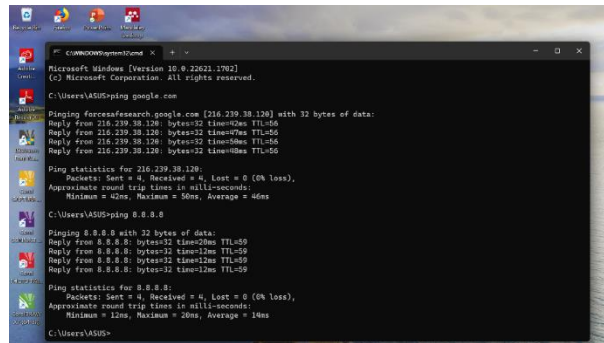 C:\WINDOWS\system32\cmd
Microsoft Windows [Version 10.0.22621.1702]
(c) Microsoft Corporation. All rights reserved.
C:\Users\ASUS>ping google.com
Pinging forcesafesearch.google.com [216.239.38.120] with 32 bytes of data:
Reply from 216.239.38.120: bytes=32 time=42ms TTL=56
Reply from 216.239.38.120: bytes=32 time=47ms TTL=56
Reply from 216.239.38.120: bytes=32 time=50ms TTL=56
Reply from 216.239.38.120: bytes=32 time=48ms TTL=56
Ping statistics for 216.239.38.120:
Packets: Sent = 4, Received = 4, Lost = 0 (0% loss),
Approximate round trip times in milli-seconds:
Minimum = 42ms, Maximum = 50ms, Average = 46ms
C:\Users\ASUS>ping 8.8.8.8
Pinging 8.8.8.8 with 32 bytes of data:
Reply from 8.8.8.8: bytes=32 time=20ms TTL=59
Reply from 8.8.8.8: bytes=32 time=12ms TTL=59
Reply from 8.8.8.8: bytes=32 time=12ms TTL=59
Reply from 8.8.8.8: bytes=32 time=12ms TTL=59
Ping statistics for 8.8.8.8:
Packets: Sent = 4, Received = 4, Lost = 0 (0% loss),
Approximate round trip times in milli-seconds:
Minimum = 12ms, Maximum = 20ms, Average = 14ms
C:\Users\ASUS>